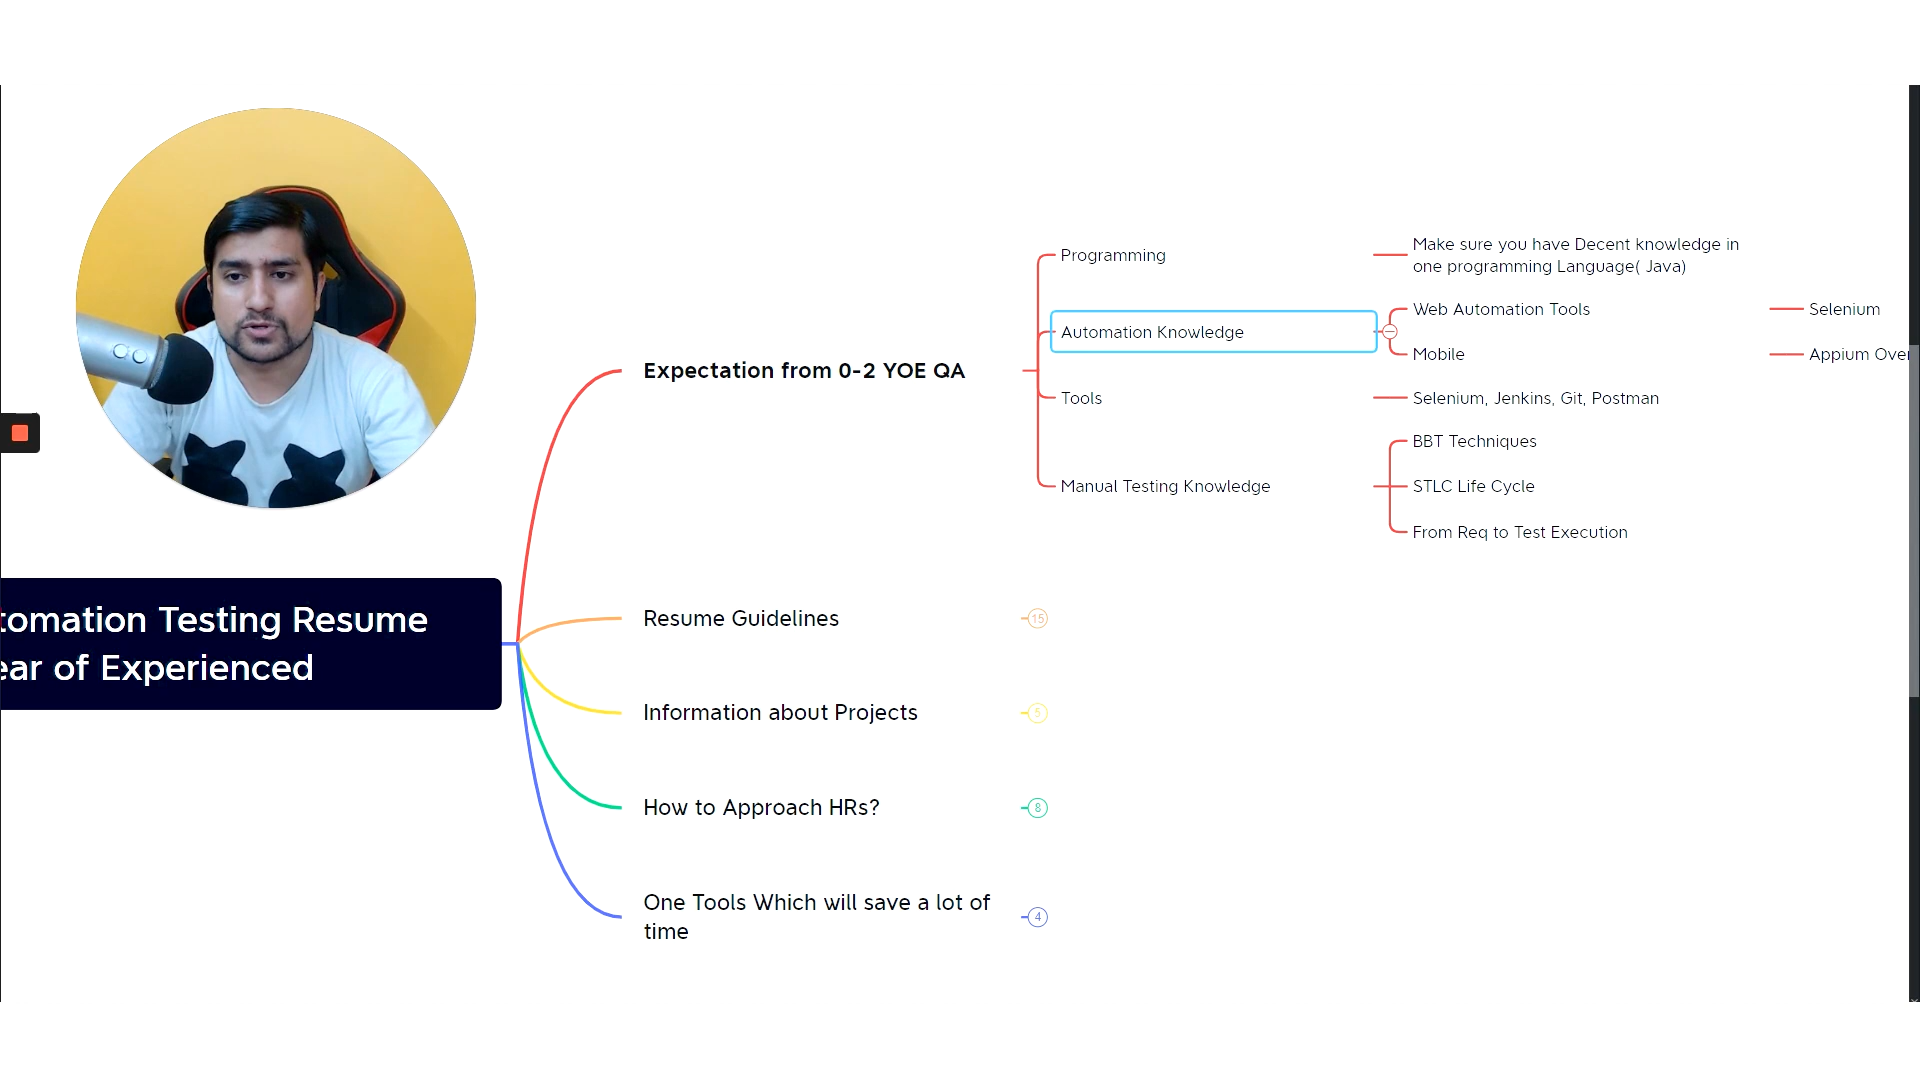 Programming
Make sure you have Decent knowledge in
one programming Language( Java)
Automation Knowledge
Web Automation Tools
Selenium
Mobile
Appium
Expectation from 0-2 YOE QA
Tools
Selenium, Jenkins, Git, Postman
Manual Testing Knowledge
BBT Techniques
STLC Life Cycle
From Req to Test Execution
tomation Testing Resume
ear of Experienced
Resume Guidelines
15
Information about Projects
5
How to Approach HRs?
8
One Tools Which will save a lot of
time
4